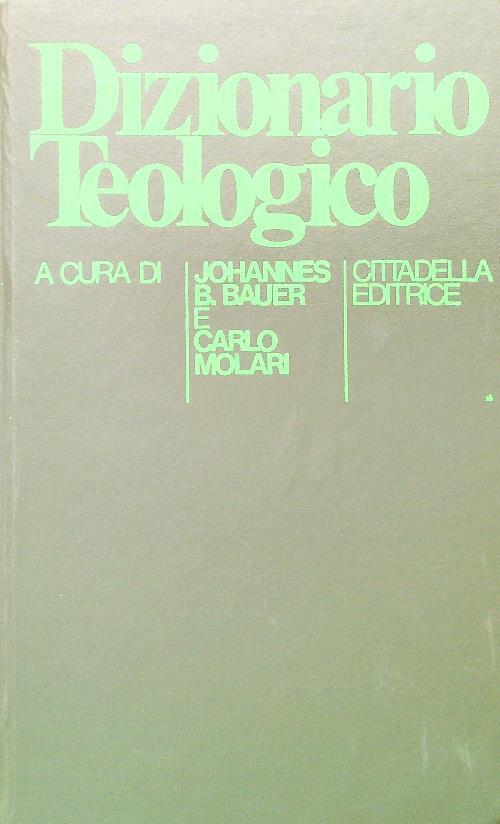 Dizionario
Teologico
A CURA DI
JOHANNES
B. BAUER
E
CARLO
MOLARI
CITTADELLA
EDITRICE